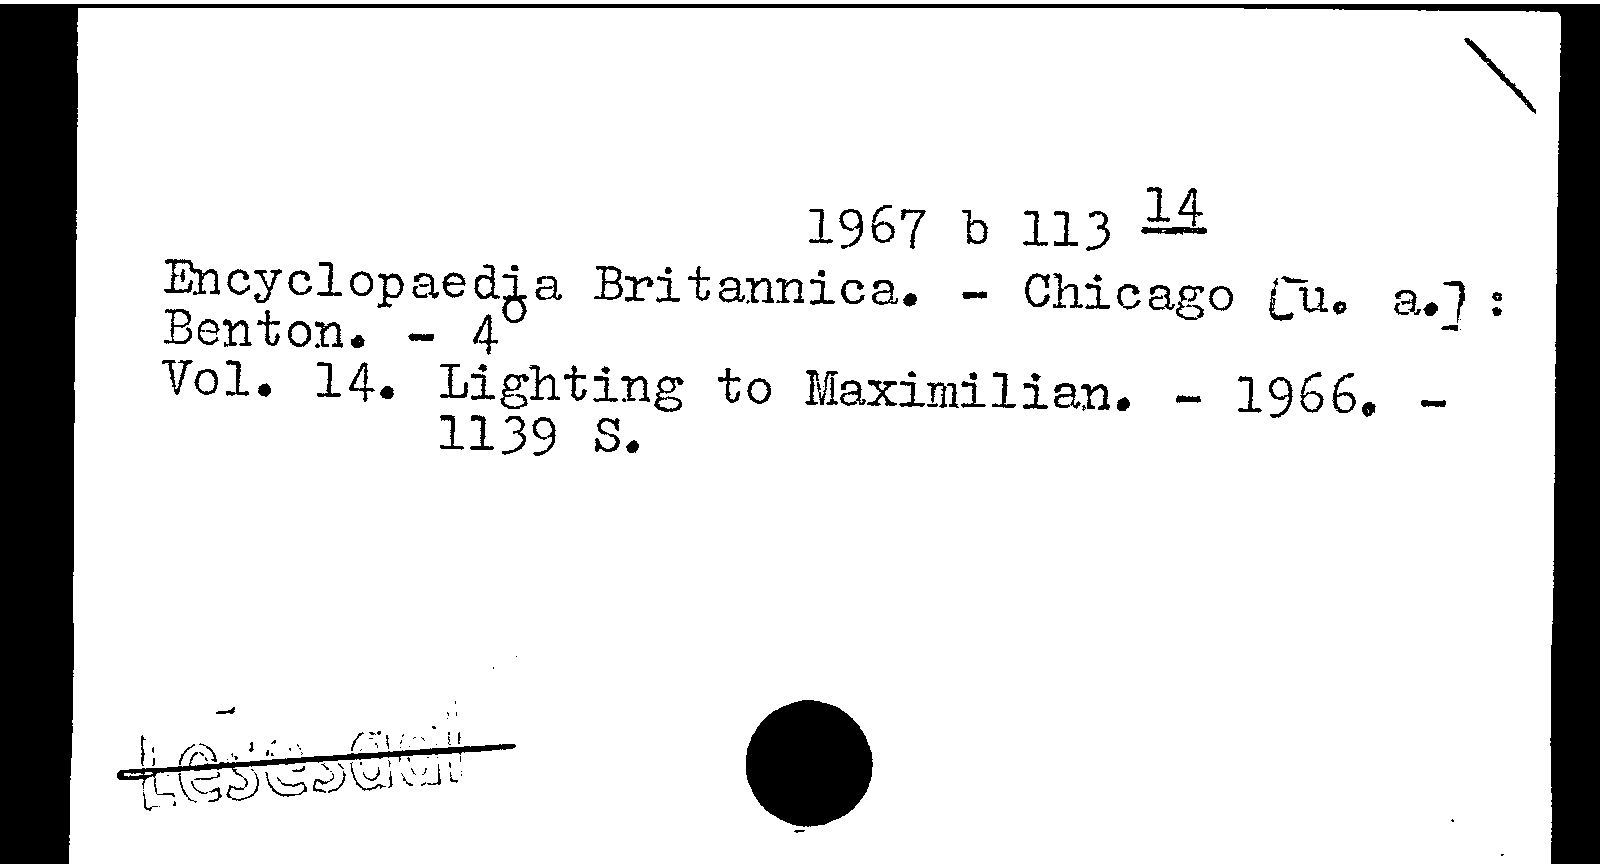 1967 b 113 14
Encyclopaedia Britannica. - Chicago [u. a.] :
Benton. - 4°
Vol. 14. Lighting to Maximilian. - 1966. -
1139 S.
Lesesaal